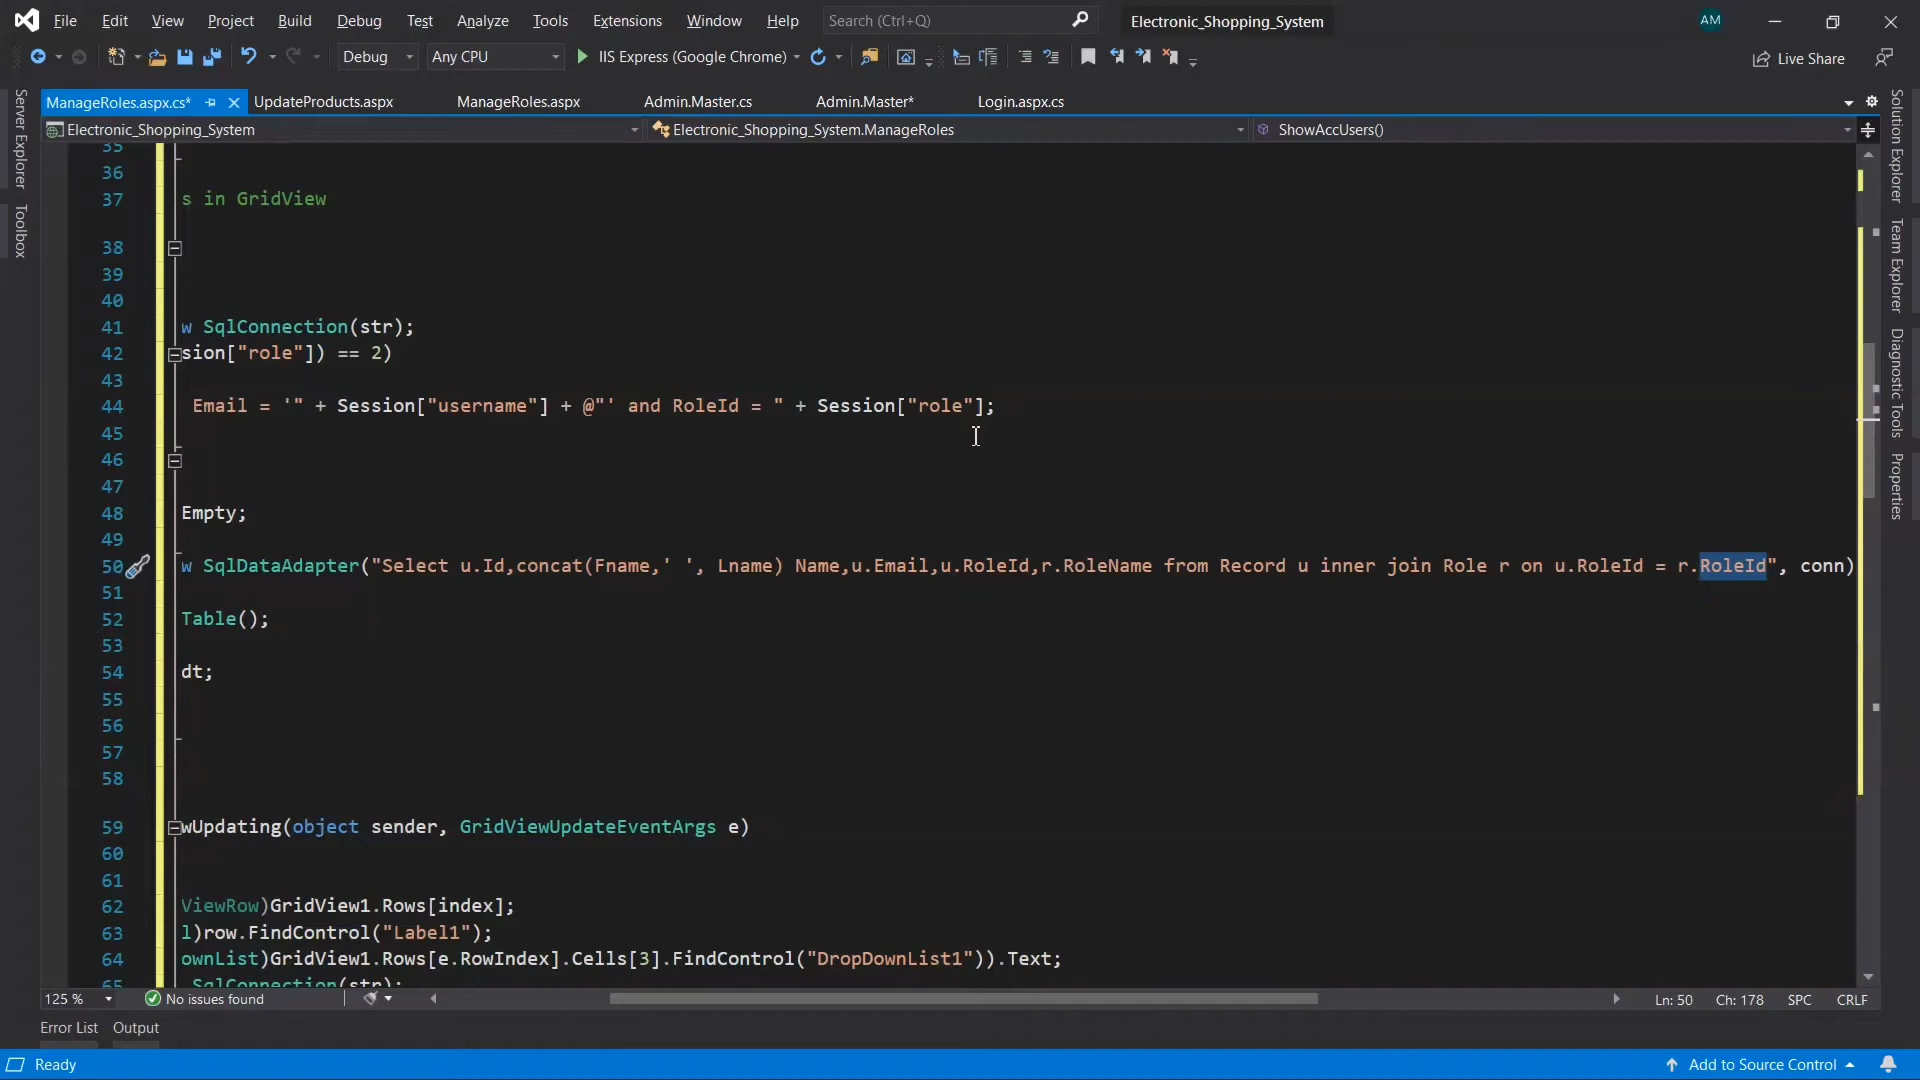 File Edit View Project Build Debug Test Analyze Tools Extensions Window Help Search (Ctrl+Q) Electronic_Shopping_System AM
Debug Any CPU IIS Express (Google Chrome) Live Share
ManageRoles.aspx.cs* UpdateProducts.aspx ManageRoles.aspx Admin.Master.cs Admin.Master* Login.aspx.cs
Electronic_Shopping_System Electronic_Shopping_System.ManageRoles ShowAccUsers()
Server Explorer
Toolbox
Solution Explorer
Team Explorer
Diagnostic Tools
Properties
35
36
37 s in GridView
38
39
40
41 w SqlConnection(str);
42 sion["role"]) == 2)
43
44 Email = '" + Session["username"] + @"' and RoleId = " + Session["role"];
45
46
47
48 Empty;
49
50 w SqlDataAdapter("Select u.Id,concat(Fname,' ', Lname) Name,u.Email,u.RoleId,r.RoleName from Record u inner join Role r on u.RoleId = r.RoleId", conn)
51
52 Table();
53
54 dt;
55
56
57
58
59 wUpdating(object sender, GridViewUpdateEventArgs e)
60
61
62 ViewRow)GridView1.Rows[index];
63 l)row.FindControl("Label1");
64 ownList)GridView1.Rows[e.RowIndex].Cells[3].FindControl("DropDownList1")).Text;
65 SqlConnection(str);
125 % No issues found Ln: 50 Ch: 178 SPC CRLF
Error List Output
Ready Add to Source Control